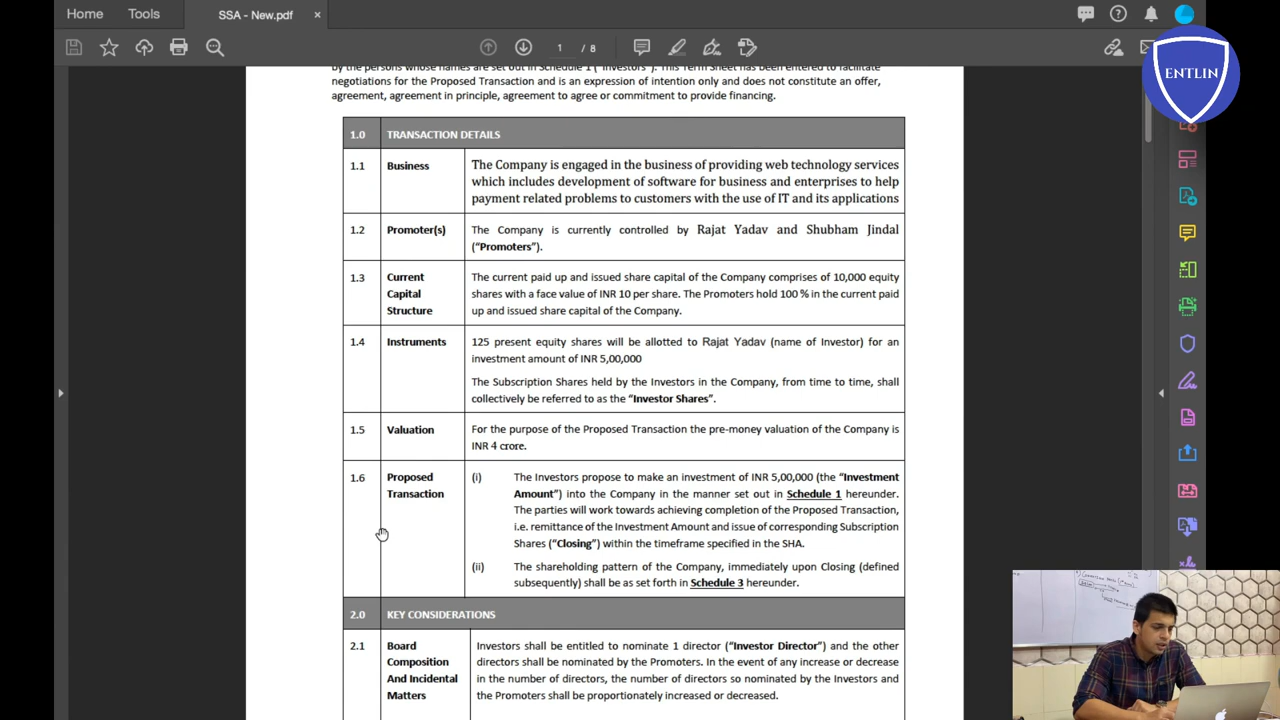 Home
Tools
SSA - New.pdf
×
1 / 8
ENTLIN
by the persons whose names are set out in Schedule 1 ("Investors"). This Term Sheet has been entered to facilitate
negotiations for the Proposed Transaction and is an expression of intention only and does not constitute an offer,
agreement, agreement in principle, agreement to agree or commitment to provide financing.
1.0 TRANSACTION DETAILS
1.1 Business The Company is engaged in the business of providing web technology services
which includes development of software for business and enterprises to help
payment related problems to customers with the use of IT and its applications
1.2 Promoter(s) The Company is currently controlled by Rajat Yadav and Shubham Jindal
("Promoters").
1.3 Current The current paid up and issued share capital of the Company comprises of 10,000 equity
Capital shares with a face value of INR 10 per share. The Promoters hold 100 % in the current paid
Structure up and issued share capital of the Company.
1.4 Instruments 125 present equity shares will be allotted to Rajat Yadav (name of Investor) for an
investment amount of INR 5,00,000
The Subscription Shares held by the Investors in the Company, from time to time, shall
collectively be referred to as the "Investor Shares".
1.5 Valuation For the purpose of the Proposed Transaction the pre-money valuation of the Company is
INR 4 crore.
1.6 Proposed (i) The Investors propose to make an investment of INR 5,00,000 (the "Investment
Transaction Amount") into the Company in the manner set out in Schedule 1 hereunder.
The parties will work towards achieving completion of the Proposed Transaction,
i.e. remittance of the Investment Amount and issue of corresponding Subscription
Shares ("Closing") within the timeframe specified in the SHA.
(ii) The shareholding pattern of the Company, immediately upon Closing (defined
subsequently) shall be as set forth in Schedule 3 hereunder.
2.0 KEY CONSIDERATIONS
2.1 Board Investors shall be entitled to nominate 1 director ("Investor Director") and the other
Composition directors shall be nominated by the Promoters. In the event of any increase or decrease
And Incidental in the number of directors, the number of directors so nominated by the Investors and
Matters the Promoters shall be proportionately increased or decreased.